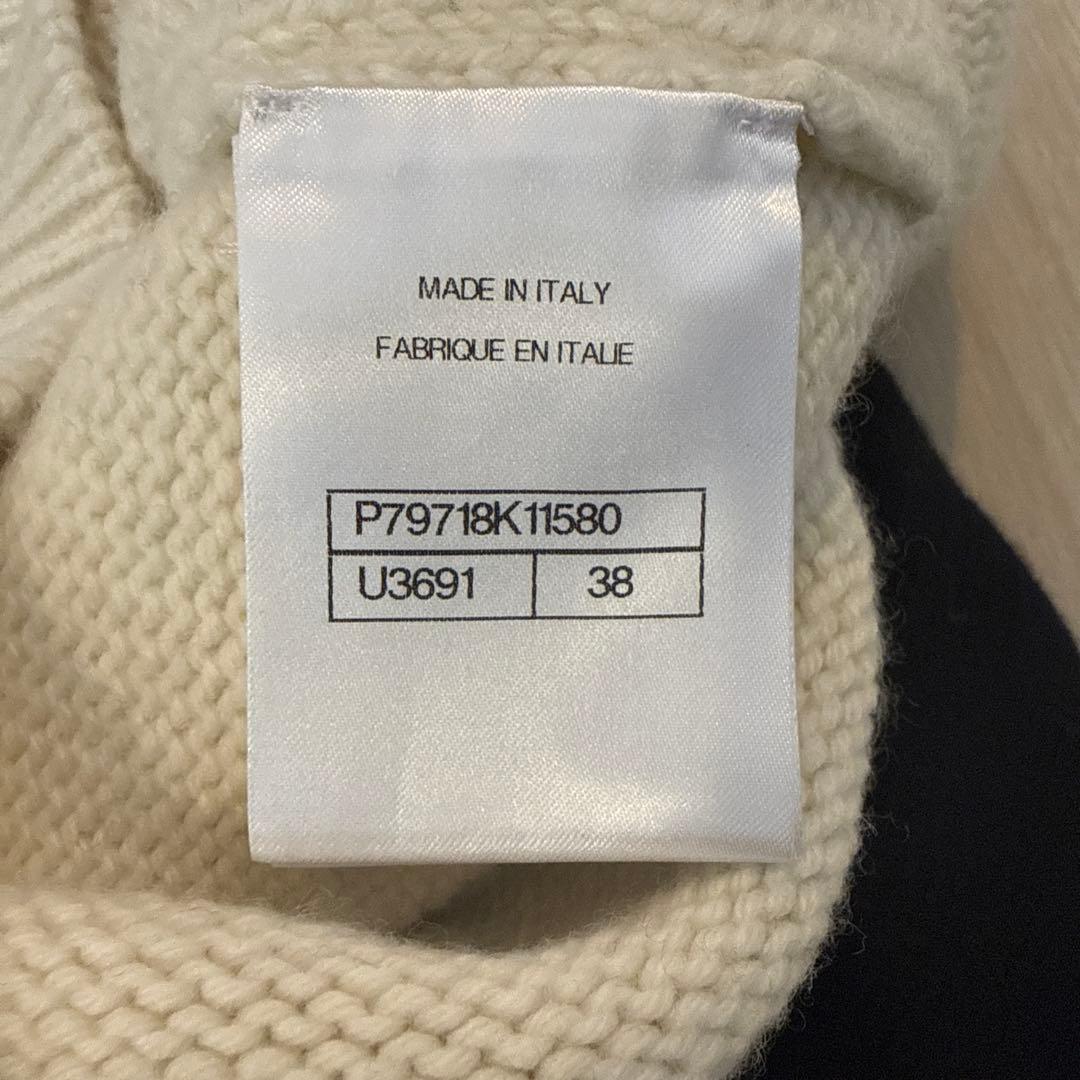 MADE IN ITALY
FABRIQUE EN ITALIE
P79718K11580
U3691 38